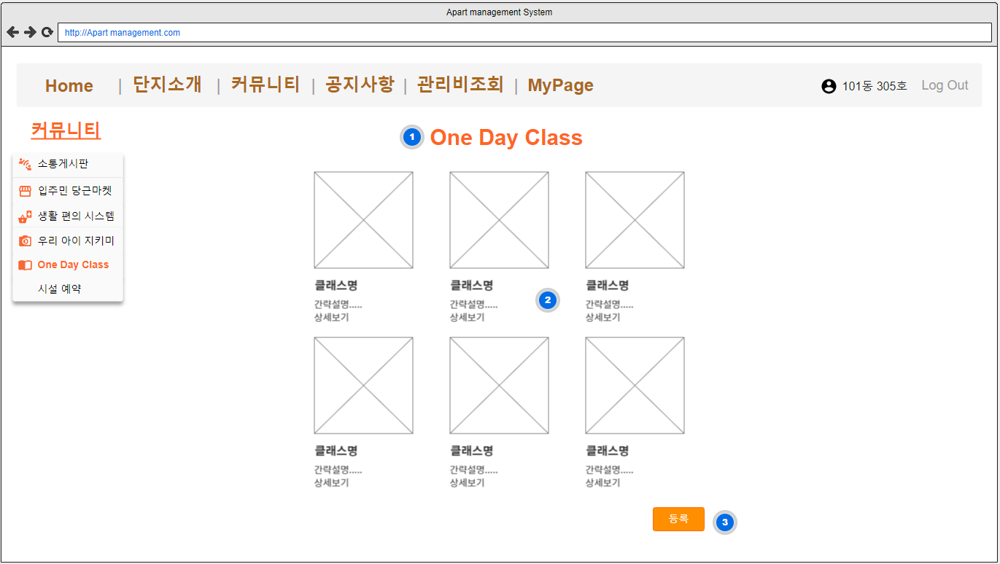 Apart management System
http://Apart management.com
Home | 단지소개 | 커뮤니티 | 공지사항 | 관리비조회 | MyPage
101동 305호 Log Out
커뮤니티
소통게시판
입주민 당근마켓
생활 편의 시스템
우리 아이 지키미
One Day Class
시설 예약
1 One Day Class
클래스명 클래스명 클래스명
간략설명..... 간략설명..... 간략설명.....
상세보기 상세보기 상세보기
2
클래스명 클래스명 클래스명
간략설명..... 간략설명..... 간략설명.....
상세보기 상세보기 상세보기
등록 3